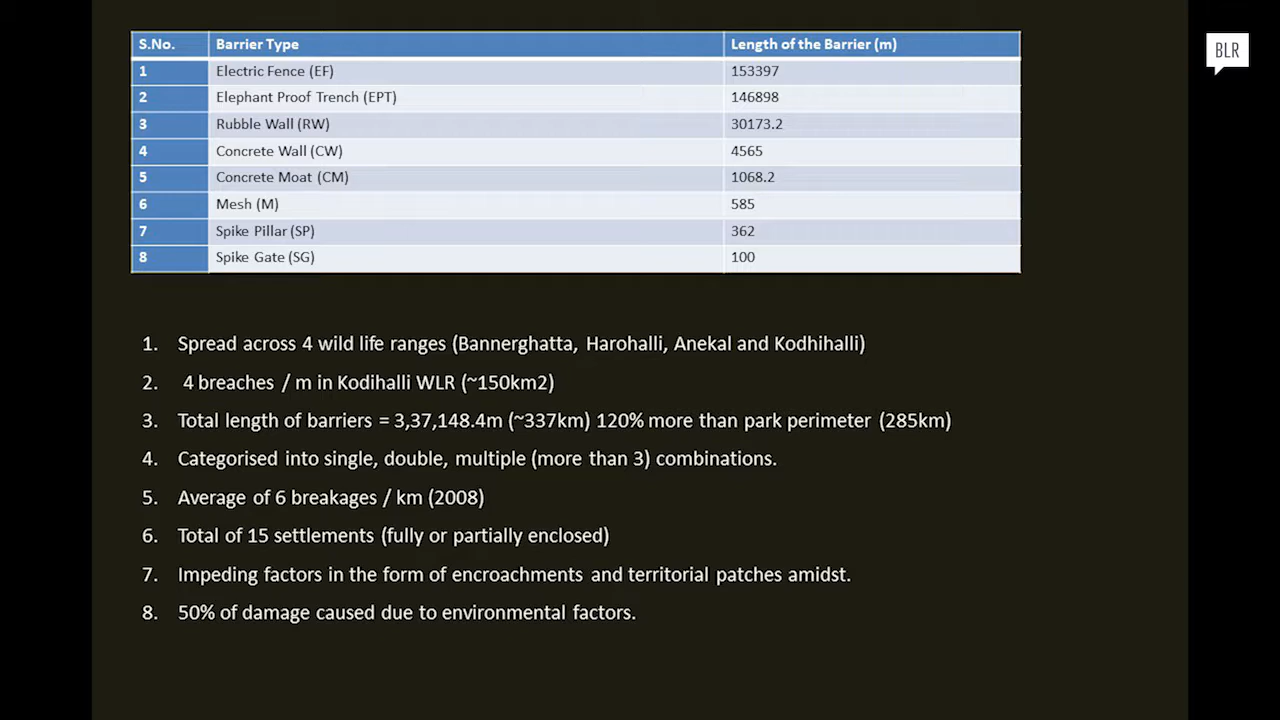 S.No. Barrier Type Length of the Barrier (m)
1 Electric Fence (EF) 153397
2 Elephant Proof Trench (EPT) 146898
3 Rubble Wall (RW) 30173.2
4 Concrete Wall (CW) 4565
5 Concrete Moat (CM) 1068.2
6 Mesh (M) 585
7 Spike Pillar (SP) 362
8 Spike Gate (SG) 100
BLR
1. Spread across 4 wild life ranges (Bannerghatta, Harohalli, Anekal and Kodhihalli)
2. 4 breaches / m in Kodihalli WLR (~150km2)
3. Total length of barriers = 3,37,148.4m (~337km) 120% more than park perimeter (285km)
4. Categorised into single, double, multiple (more than 3) combinations.
5. Average of 6 breakages / km (2008)
6. Total of 15 settlements (fully or partially enclosed)
7. Impeding factors in the form of encroachments and territorial patches amidst.
8. 50% of damage caused due to environmental factors.